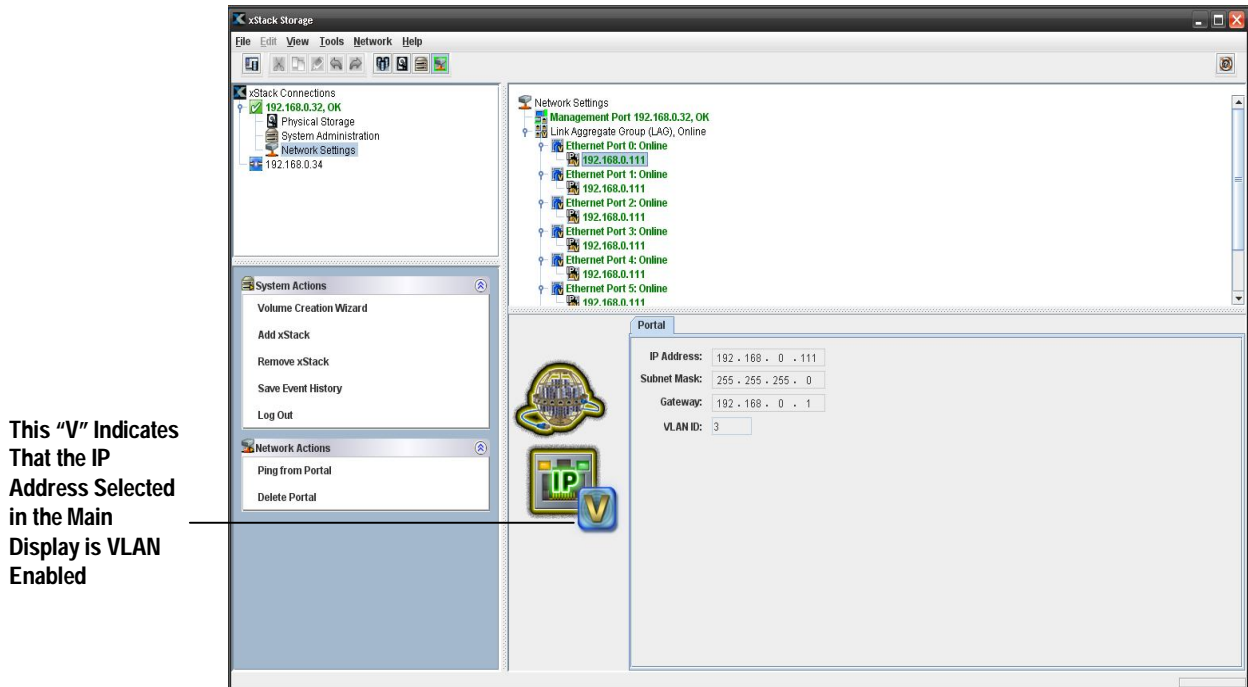 xStack Storage
File Edit View Tools Network Help
xStack Connections
192.168.0.32, OK
Physical Storage
System Administration
Network Settings
192.168.0.34
Network Settings
Management Port 192.168.0.32, OK
Link Aggregate Group (LAG), Online
Ethernet Port 0: Online
192.168.0.111
Ethernet Port 1: Online
192.168.0.111
Ethernet Port 2: Online
192.168.0.111
Ethernet Port 3: Online
192.168.0.111
Ethernet Port 4: Online
192.168.0.111
Ethernet Port 5: Online
192.168.0.111
System Actions
Volume Creation Wizard
Add xStack
Remove xStack
Save Event History
Log Out
Network Actions
Ping from Portal
Delete Portal
Portal
IP Address: 192 . 168 . 0 . 111
Subnet Mask: 255 . 255 . 255 . 0
Gateway: 192 . 168 . 0 . 1
VLAN ID: 3
IP
V
This “V” Indicates
That the IP
Address Selected
in the Main
Display is VLAN
Enabled